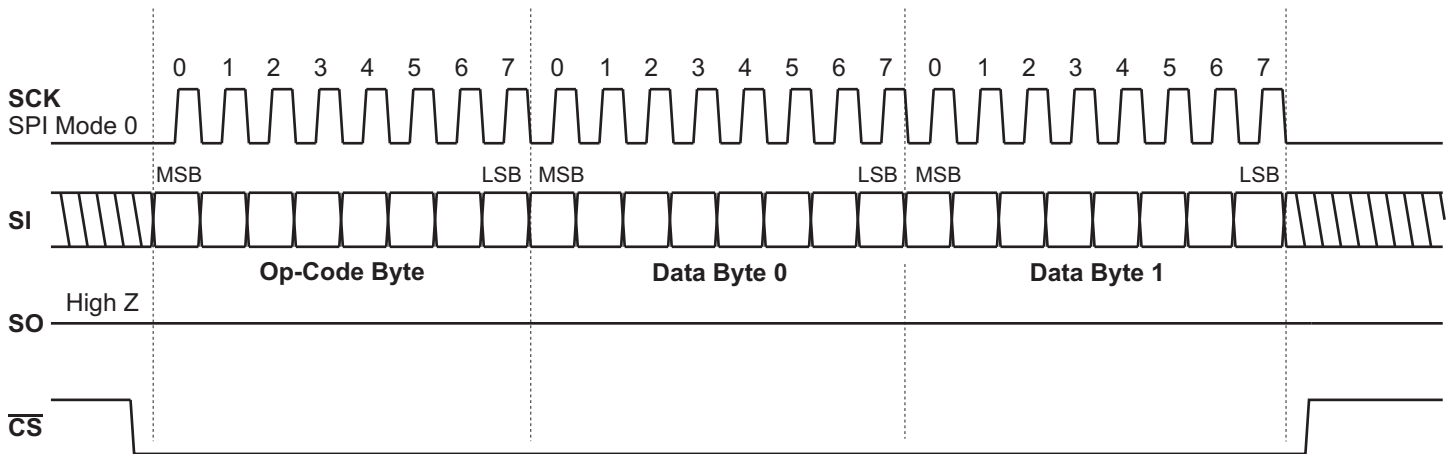 0 1 2 3 4 5 6 7 0 1 2 3 4 5 6 7 0 1 2 3 4 5 6 7
SCK
SPI Mode 0
MSB LSB MSB LSB MSB LSB
SI
Op-Code Byte Data Byte 0 Data Byte 1
High Z
SO
CS